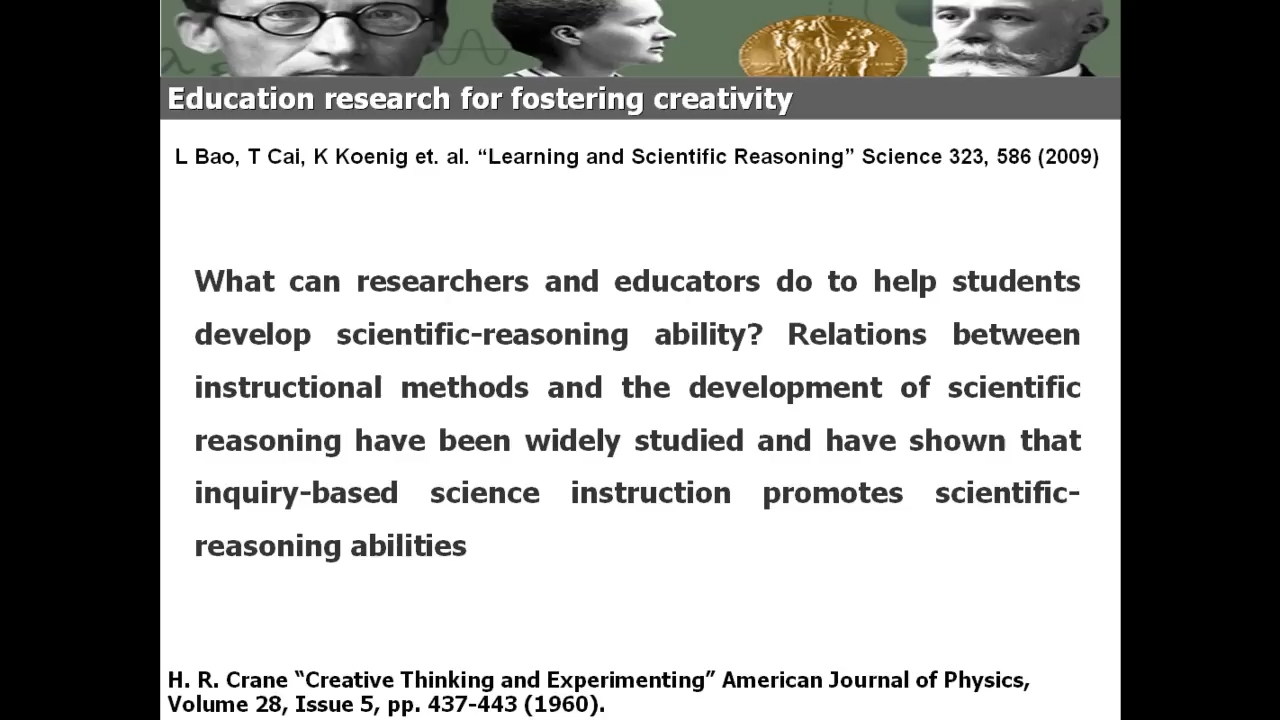 Education research for fostering creativity
L Bao, T Cai, K Koenig et. al. “Learning and Scientific Reasoning” Science 323, 586 (2009)
What can researchers and educators do to help students
develop scientific-reasoning ability? Relations between
instructional methods and the development of scientific
reasoning have been widely studied and have shown that
inquiry-based science instruction promotes scientific-
reasoning abilities
H. R. Crane “Creative Thinking and Experimenting” American Journal of Physics,
Volume 28, Issue 5, pp. 437-443 (1960).